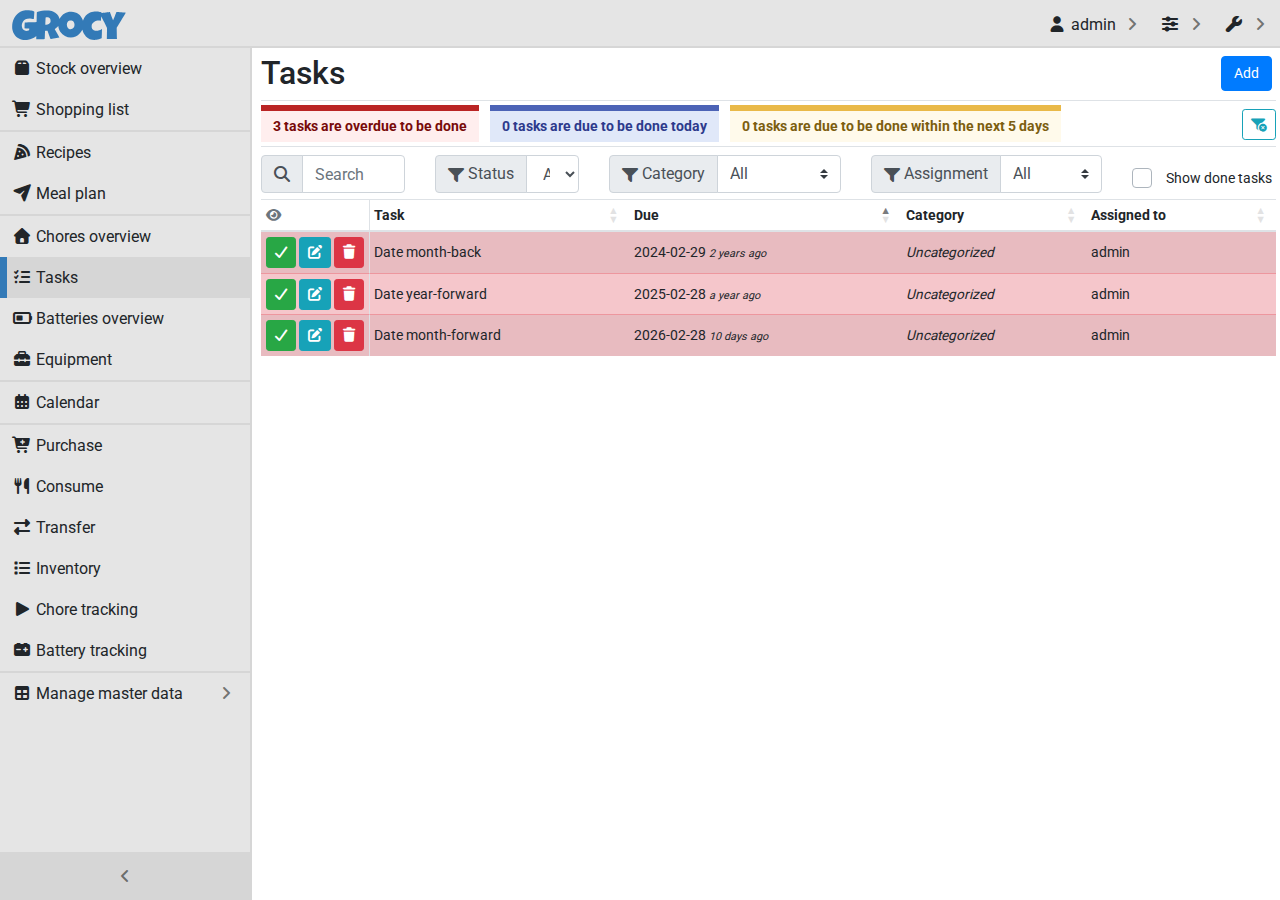 GROCY
admin
Stock overview
Shopping list
Recipes
Meal plan
Chores overview
Tasks
Batteries overview
Equipment
Calendar
Purchase
Consume
Transfer
Inventory
Chore tracking
Battery tracking
Manage master data
Tasks
Add
3 tasks are overdue to be done
0 tasks are due to be done today
0 tasks are due to be done within the next 5 days
Search
Status
Category All
Assignment All
Show done tasks
Task Due Category Assigned to
Date month-back 2024-02-29 2 years ago Uncategorized admin
Date year-forward 2025-02-28 a year ago Uncategorized admin
Date month-forward 2026-02-28 10 days ago Uncategorized admin